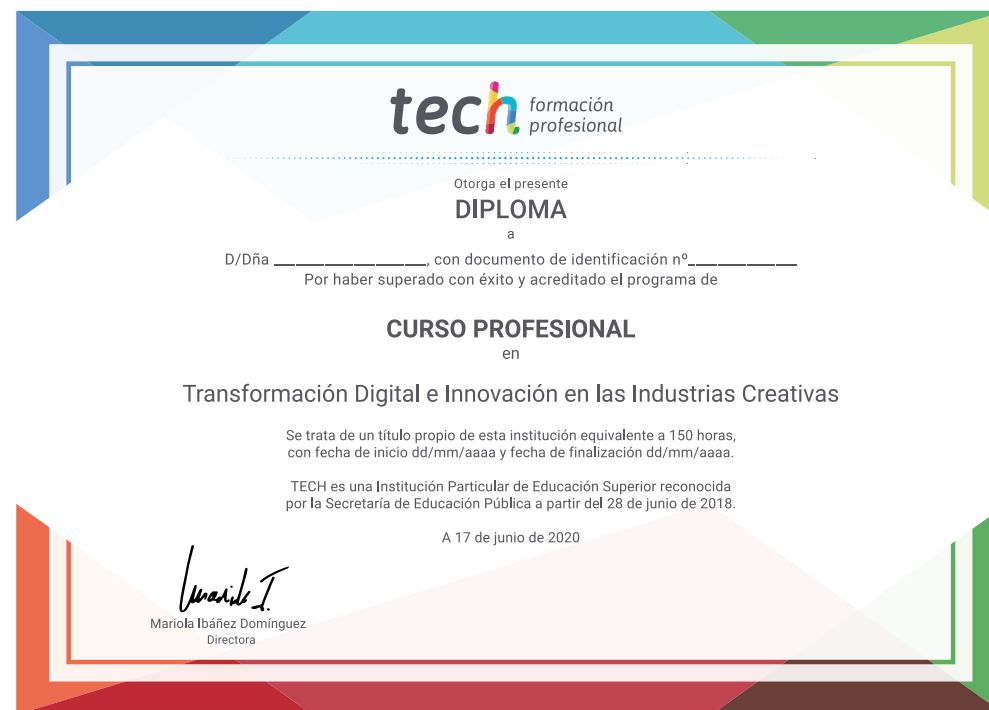 tech formación
profesional
Otorga el presente
DIPLOMA
a
D/Dña ________________, con documento de identificación nº___________
Por haber superado con éxito y acreditado el programa de
CURSO PROFESIONAL
en
Transformación Digital e Innovación en las Industrias Creativas
Se trata de un título propio de esta institución equivalente a 150 horas,
con fecha de inicio dd/mm/aaaa y fecha de finalización dd/mm/aaaa.
TECH es una Institución Particular de Educación Superior reconocida
por la Secretaría de Educación Pública a partir del 28 de junio de 2018.
A 17 de junio de 2020
Mariola Ibáñez Domínguez
Directora